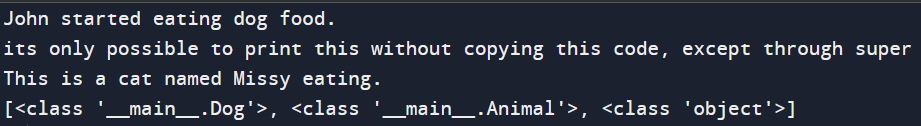 John started eating dog food.
its only possible to print this without copying this code, except through super
This is a cat named Missy eating.
[<class '__main__.Dog'>, <class '__main__.Animal'>, <class 'object'>]